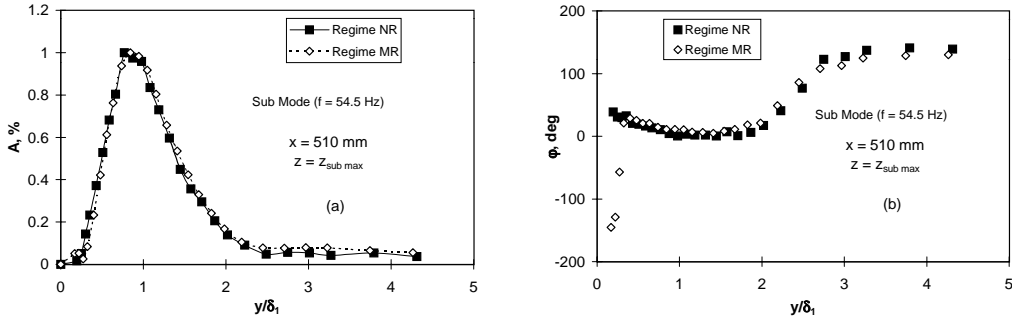 1.2
1
0.8
0.6
0.4
0.2
0
A, %
0 1 2 3 4 5
y/δ1
Regime NR
Regime MR
Sub Mode (f = 54.5 Hz)
x = 510 mm
z = zsub max
(a)
200
100
0
-100
-200
φ, deg
0 1 2 3 4 5
y/δ1
Regime NR
Regime MR
Sub Mode (f = 54.5 Hz)
x = 510 mm
z = zsub max
(b)